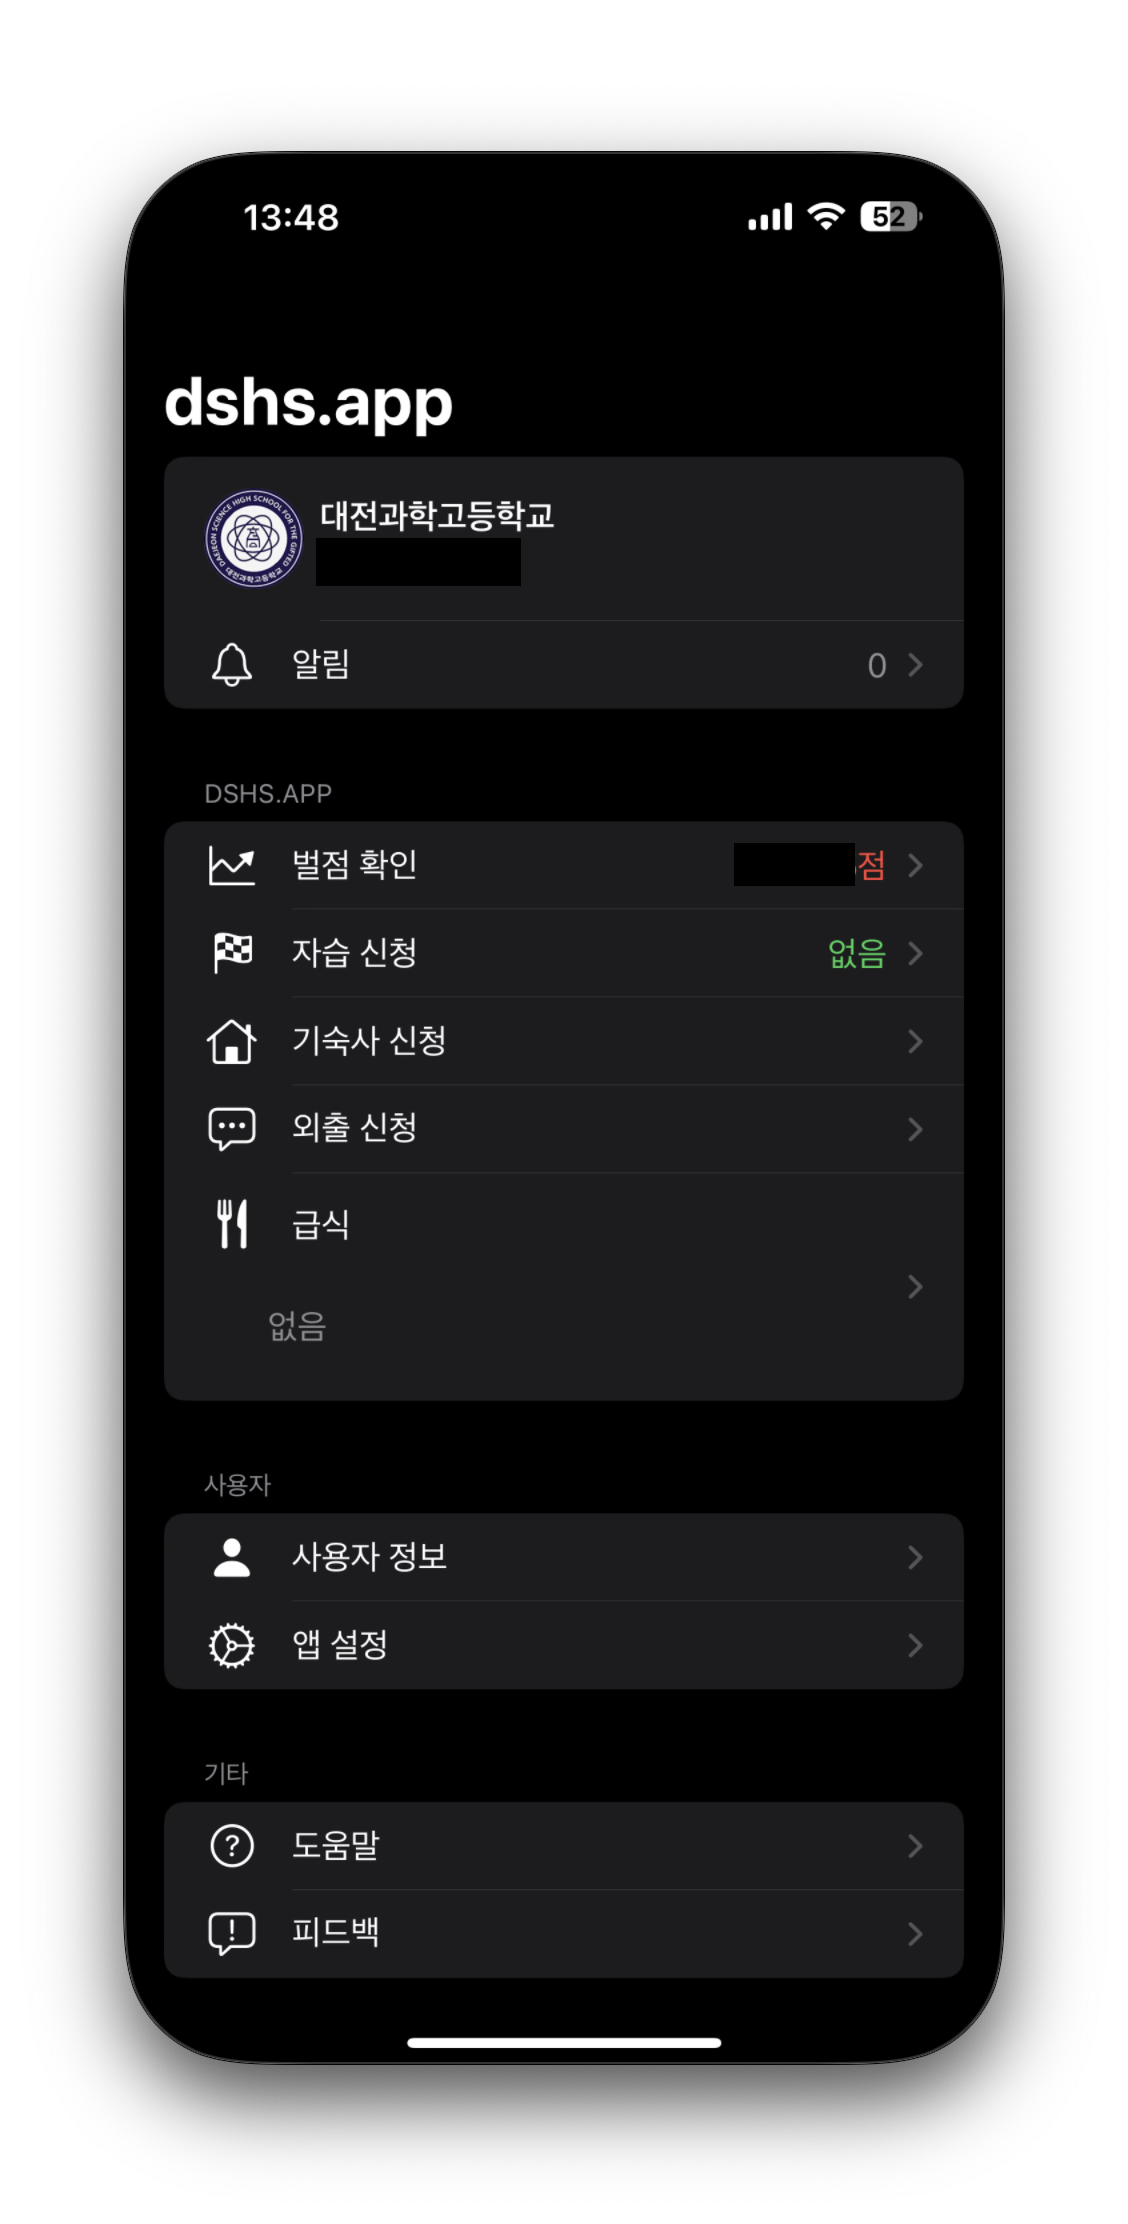 13:48
52
dshs.app
DAEJEON SCIENCE HIGH SCHOOL FOR THE GIFTED
대전과학고등학교
대전과학고등학교
알림
0
DSHS.APP
벌점 확인
점
자습 신청
없음
기숙사 신청
외출 신청
급식
없음
사용자
사용자 정보
앱 설정
기타
도움말
피드백